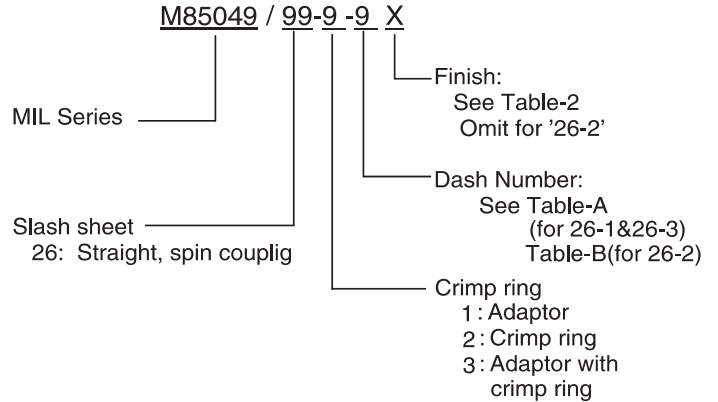 M85049 / 99-9 -9 X
Finish:
See Table-2
Omit for '26-2'
MIL Series
Dash Number:
See Table-A
(for 26-1&26-3)
Table-B(for 26-2)
Slash sheet
26: Straight, spin couplig
Crimp ring
1 : Adaptor
2 : Crimp ring
3 : Adaptor with
crimp ring